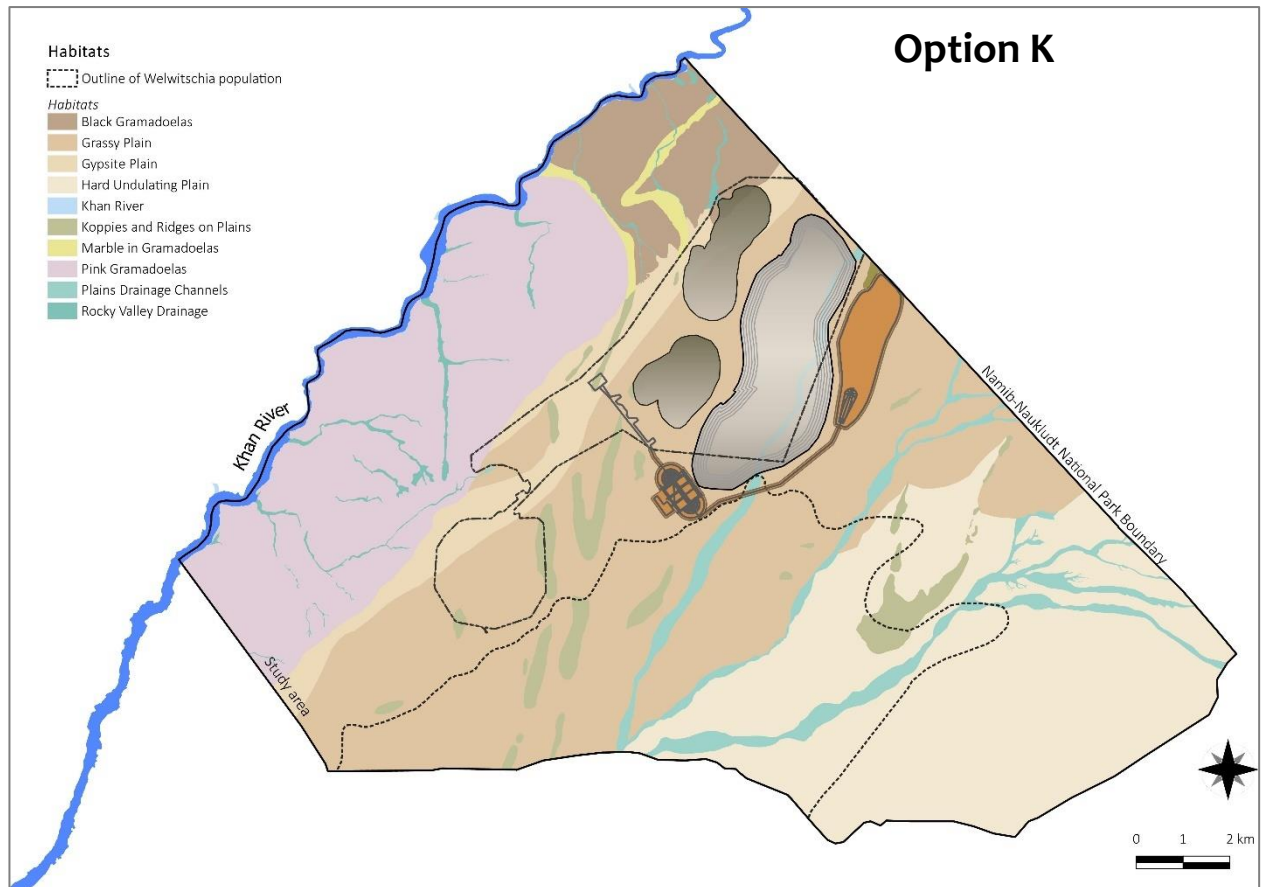 Option K
Habitats
Outline of Welwitschia population
Habitats
Black Gramadoelas
Grassy Plain
Gypsite Plain
Hard Undulating Plain
Khan River
Koppies and Ridges on Plains
Marble in Gramadoelas
Pink Gramadoelas
Plains Drainage Channels
Rocky Valley Drainage
Khan River
Namib-Naukludt National Park Boundary
Study area
0 1 2 km